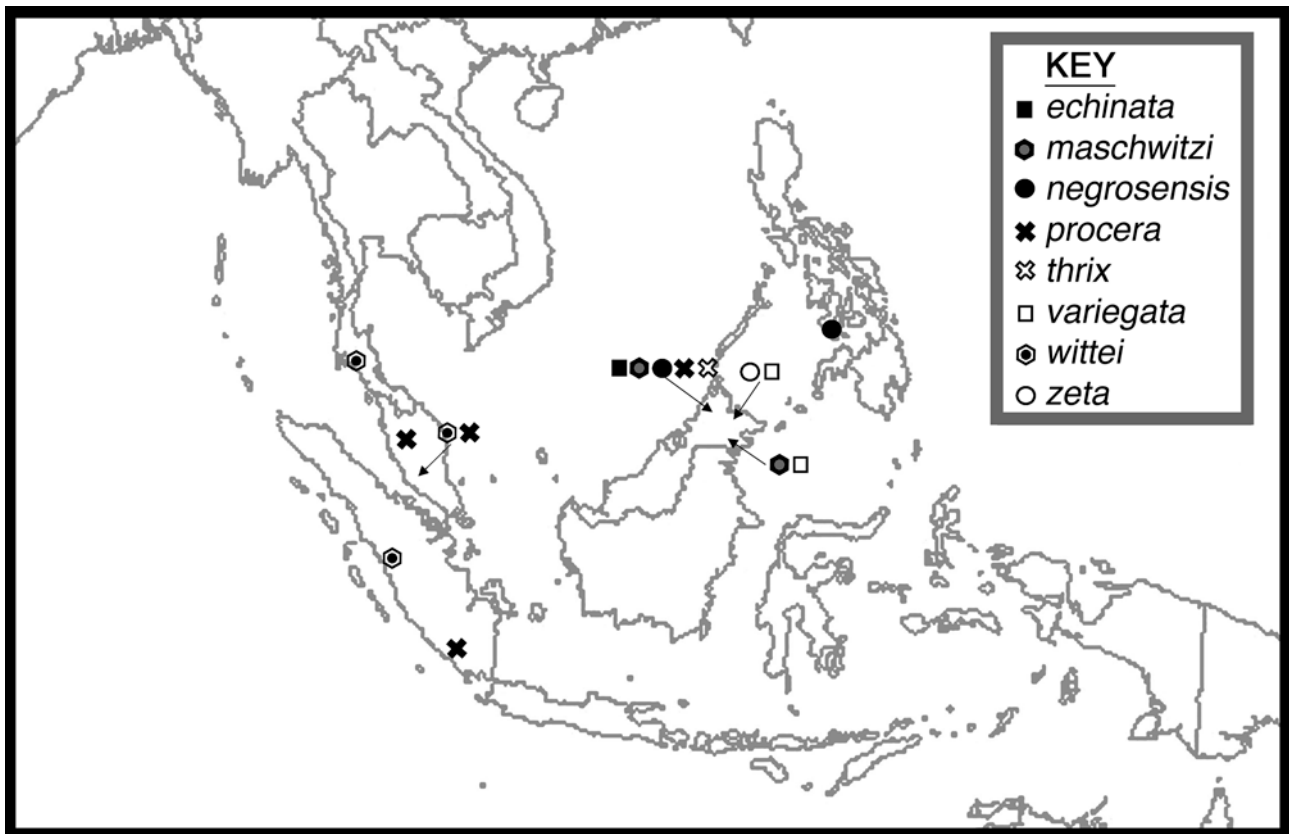 KEY
echinata
maschwitzi
negrosensis
procera
thrix
variegata
wittei
zeta